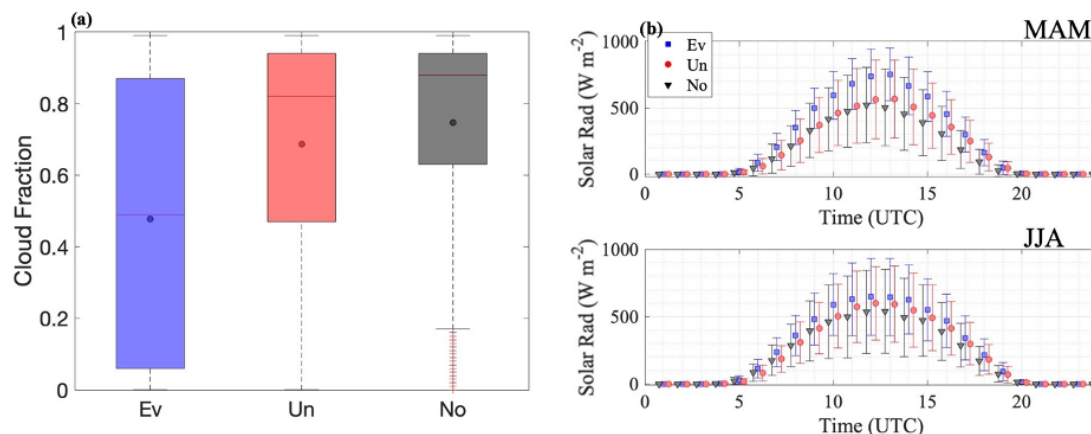 (a)
1
0.8
0.6
0.4
0.2
0
Cloud Fraction
Ev
Un
No
(b)
MAM
1000
500
0
Solar Rad (W m-2)
Ev
Un
No
0
5
10
15
20
Time (UTC)
JJA
1000
500
0
Solar Rad (W m-2)
0
5
10
15
20
Time (UTC)